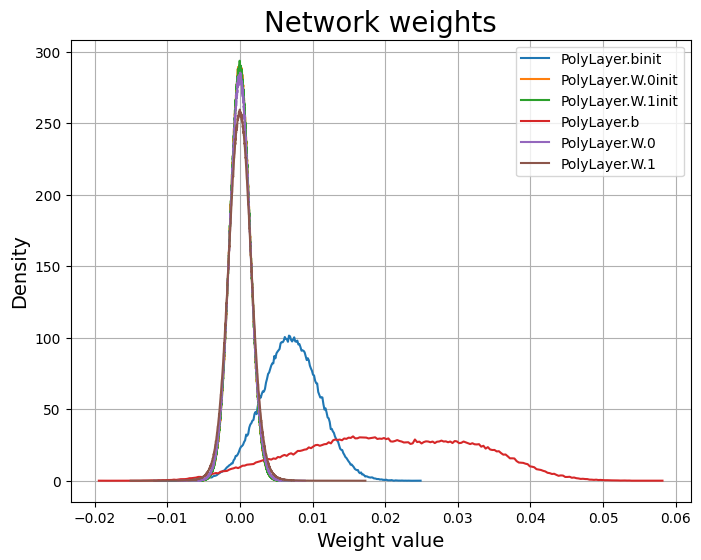 Network weights
300
250
200
150
100
50
0
Density
−0.02
−0.01
0.00
0.01
0.02
0.03
0.04
0.05
0.06
Weight value
PolyLayer.binit
PolyLayer.W.0init
PolyLayer.W.1init
PolyLayer.b
PolyLayer.W.0
PolyLayer.W.1